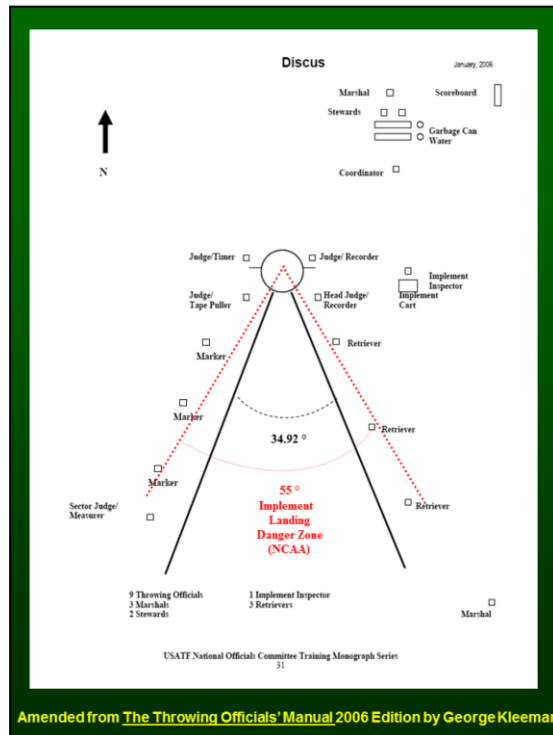 Discus
January, 2006
Marshal
Scoreboard
Stewards
Garbage Can
Water
N
Coordinator
Judge/Timer
Judge/ Recorder
Implement
Inspector
Judge/
Tape Puller
Head Judge/
Recorder
Implement
Cart
Marker
Retriever
Marker
Retriever
34.92 °
Marker
55 °
Implement
Landing
Danger Zone
(NCAA)
Sector Judge/
Measurer
Retriever
9 Throwing Officials
3 Marshals
2 Stewards
1 Implement Inspector
3 Retrievers
Marshal
USATF National Officials Committee Training Monograph Series
31
Amended from The Throwing Officials' Manual 2006 Edition by George Kleeman